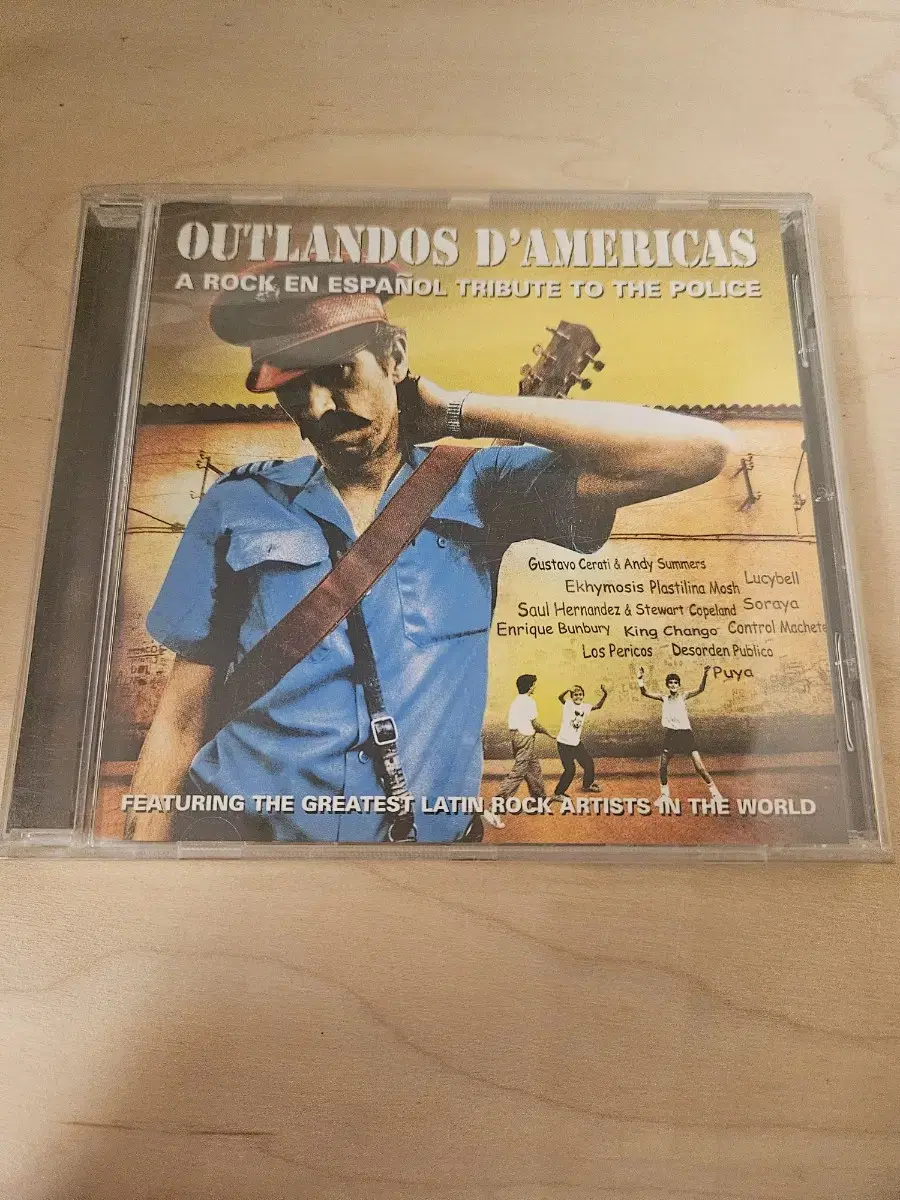 OUTLANDOS D'AMERICAS
A ROCK EN ESPAÑOL TRIBUTE TO THE POLICE
Gustavo Cerati & Andy Summers
Ekhymosis Plastilina Mosh Lucybell
Saul Hernandez & Stewart Copeland Soraya
Enrique Bunbury King Chango Control Machete
Los Pericos Desorden Publico
Puya
FEATURING THE GREATEST LATIN ROCK ARTISTS IN THE WORLD